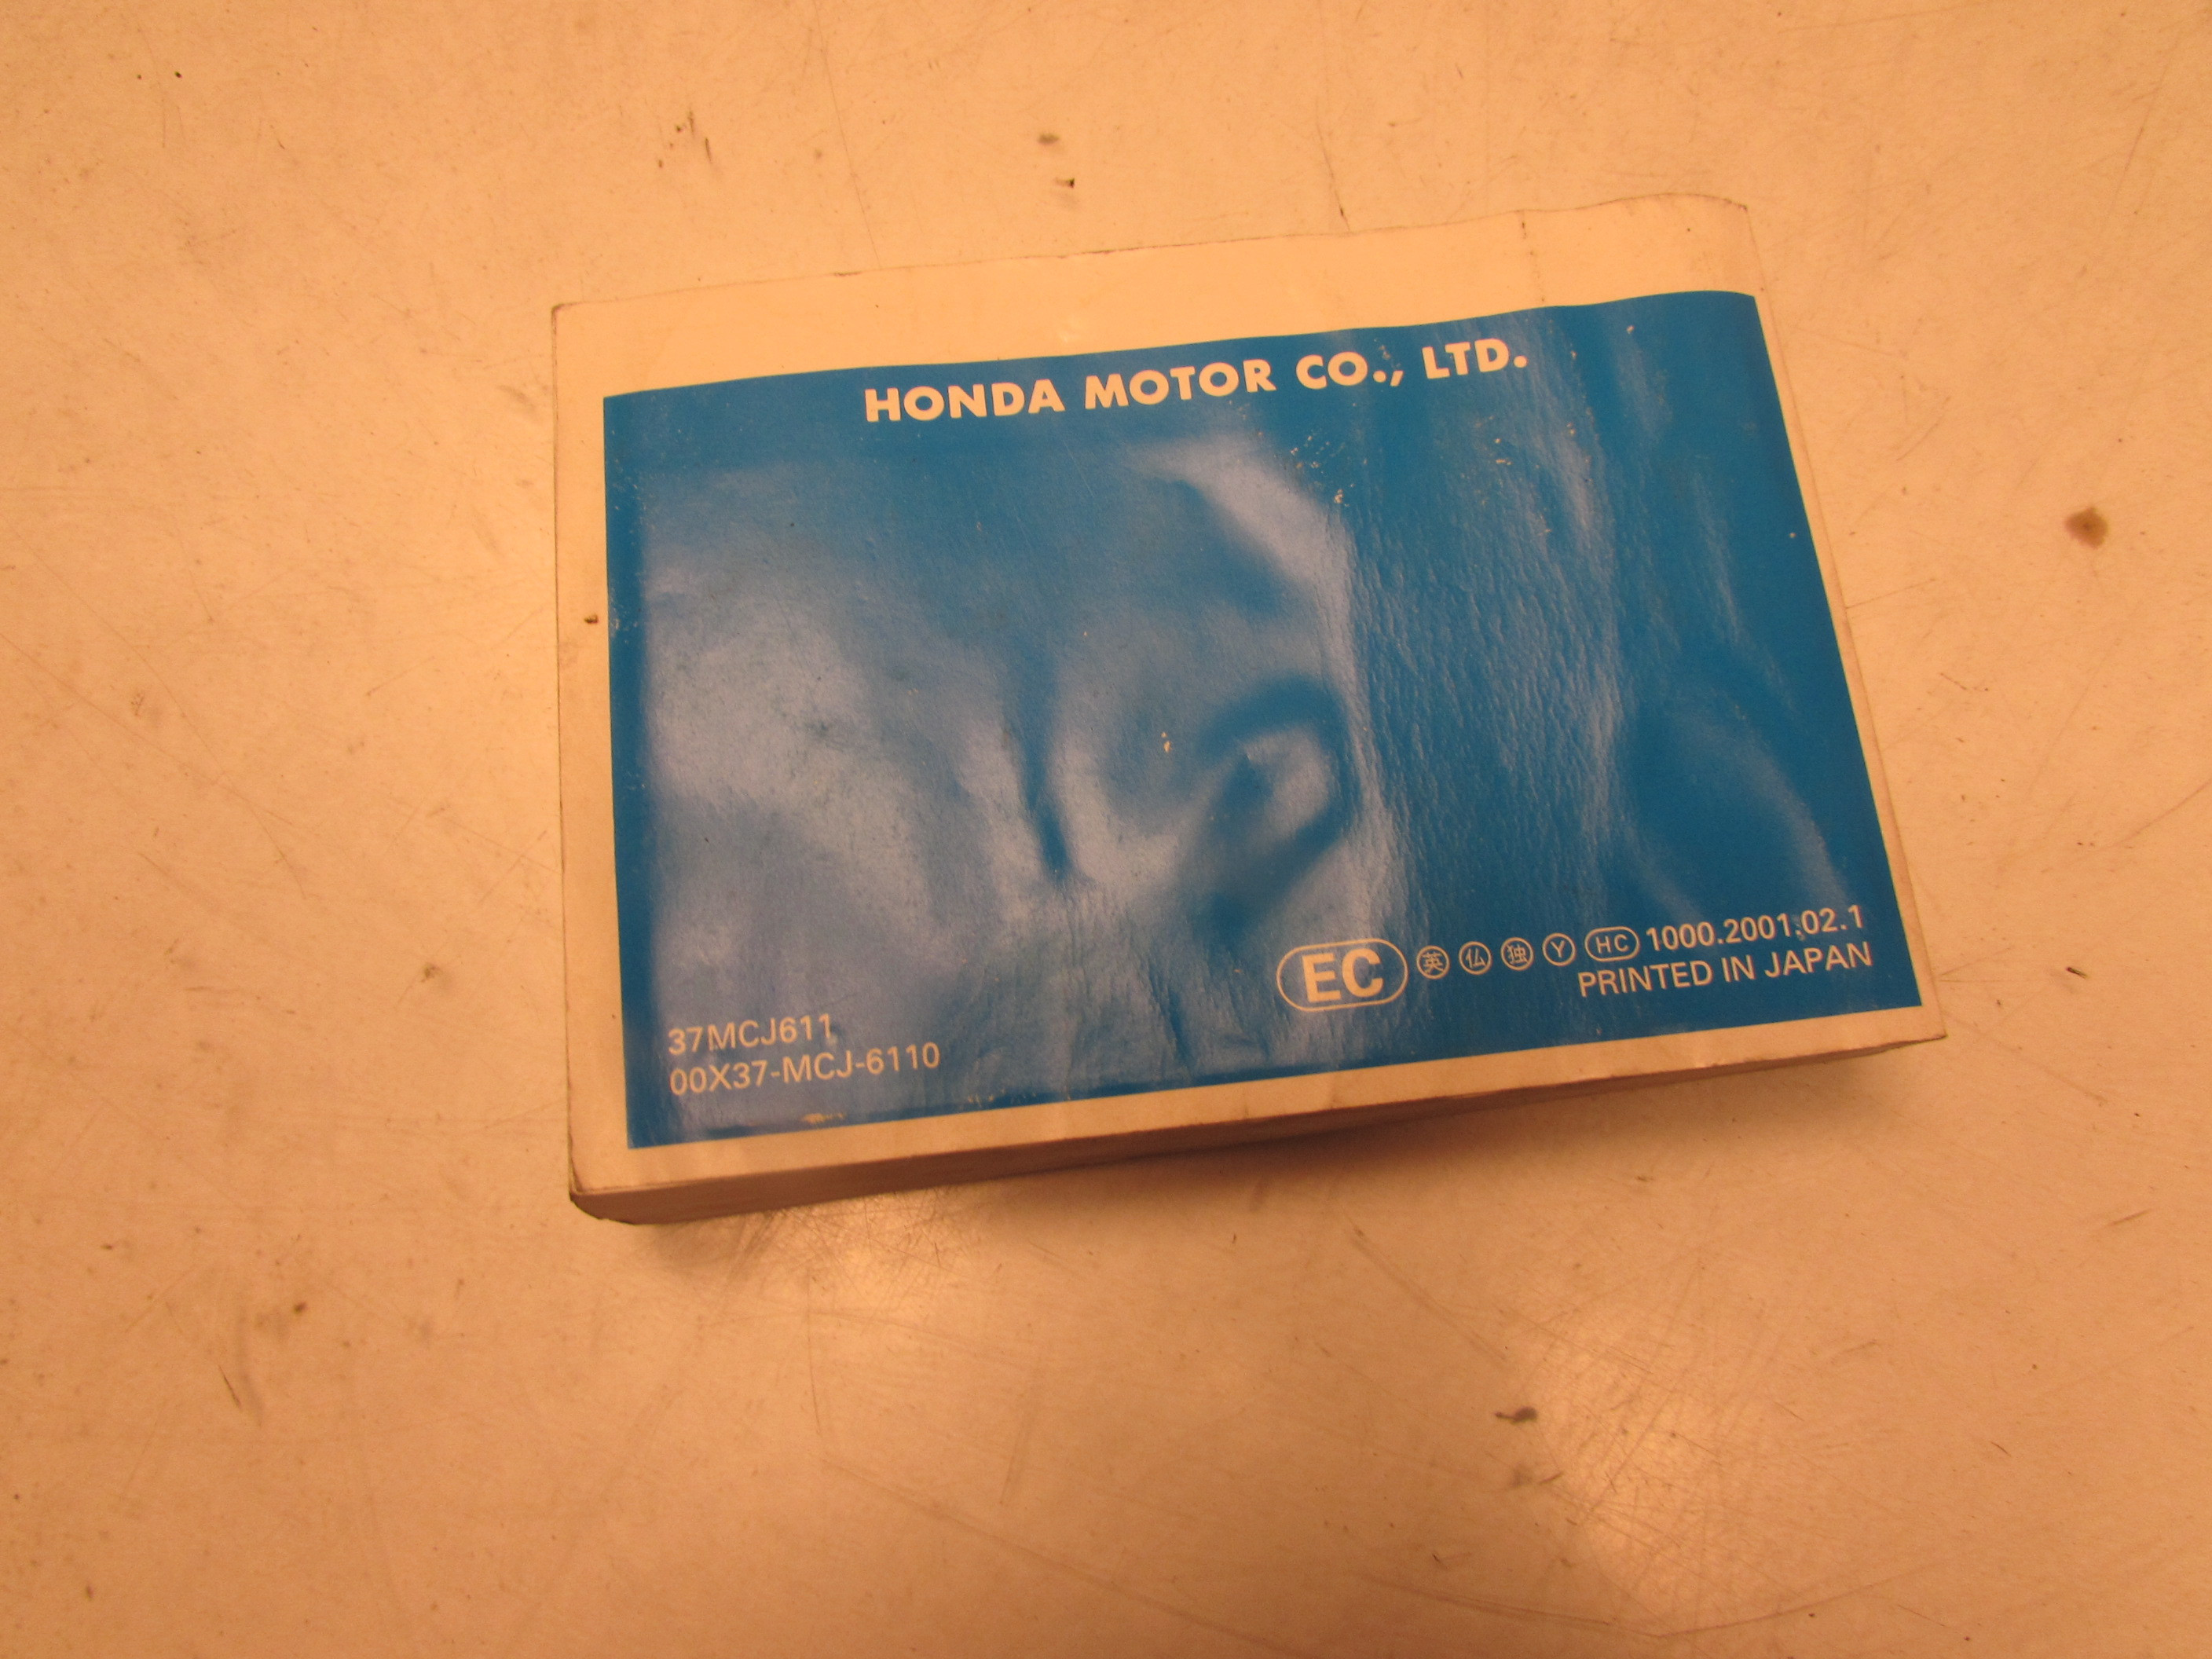 HONDA MOTOR CO., LTD.
EC 英 仏 独 Y HC 1000.2001.02.1
PRINTED IN JAPAN
37MCJ611
00X37-MCJ-6110